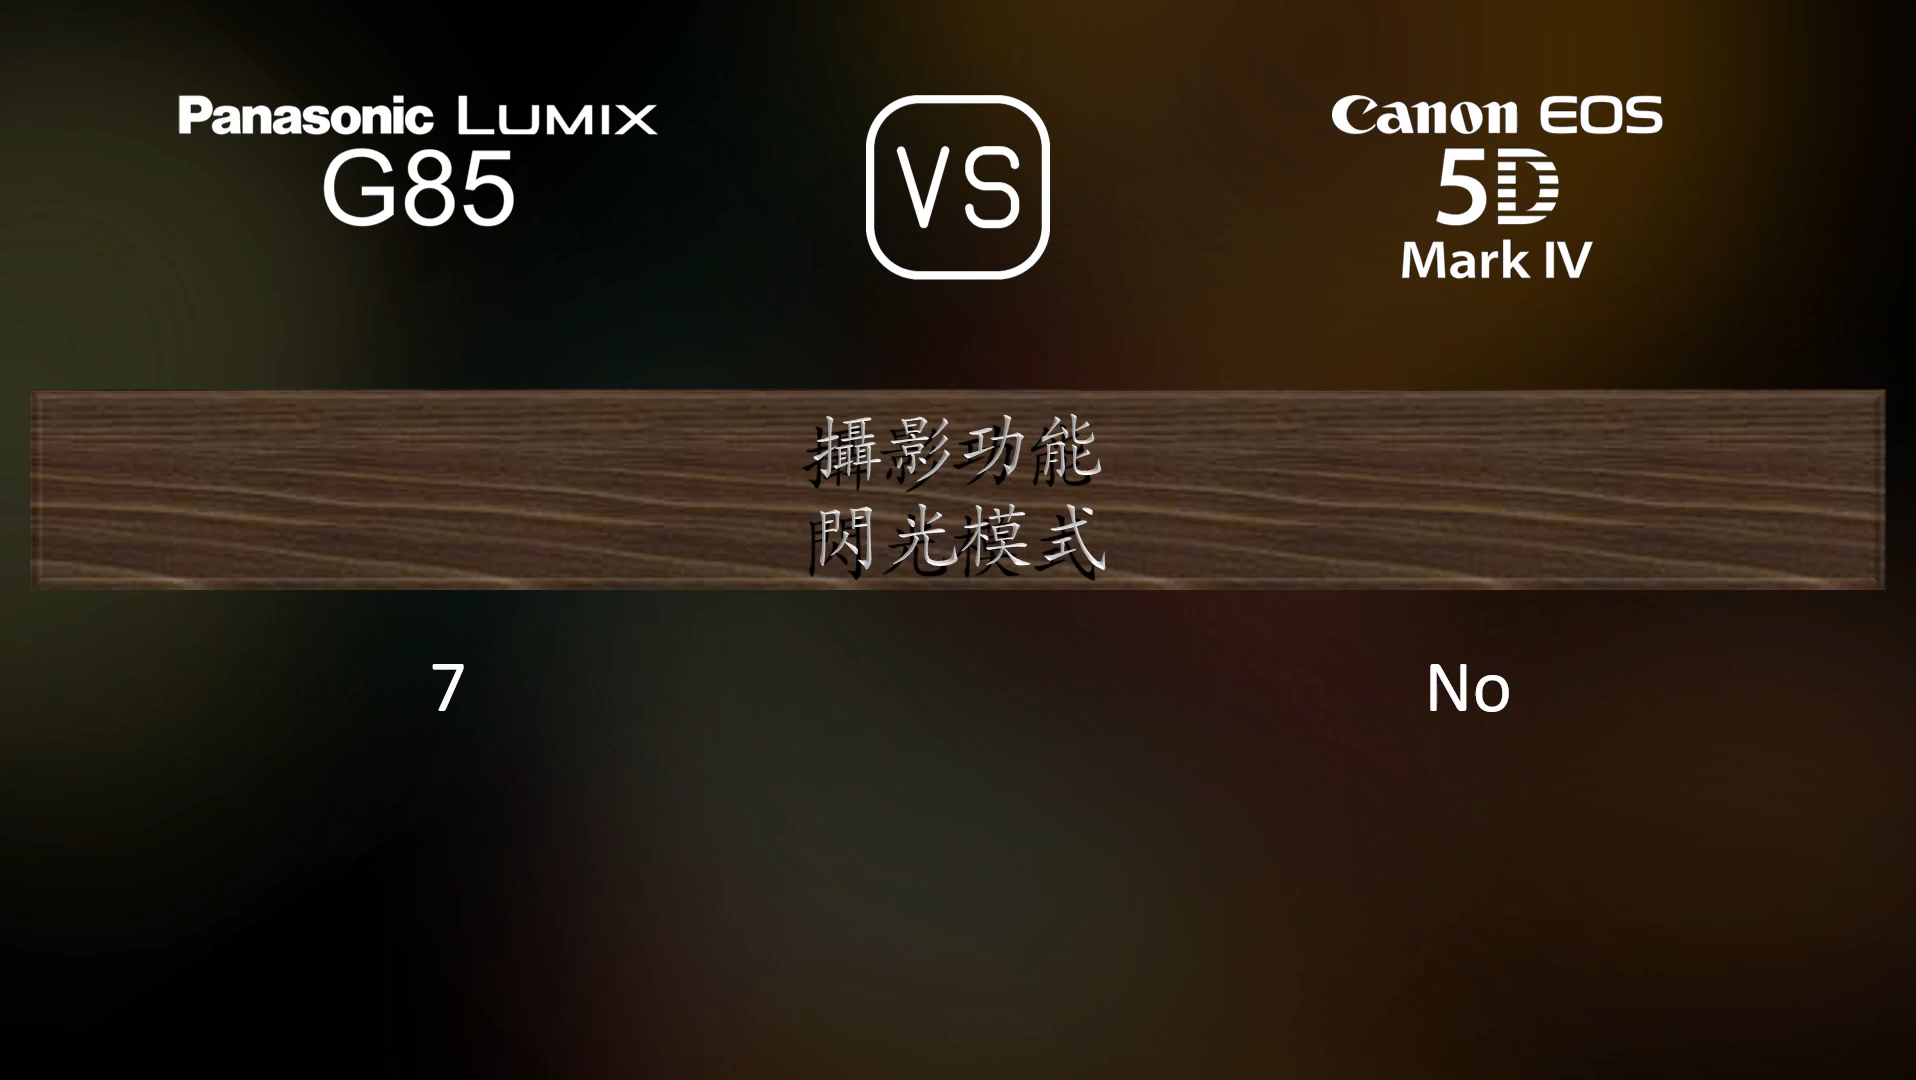 Panasonic LUMIX
G85
VS
Canon EOS
5D
Mark IV
攝影功能
閃光模式
7
No